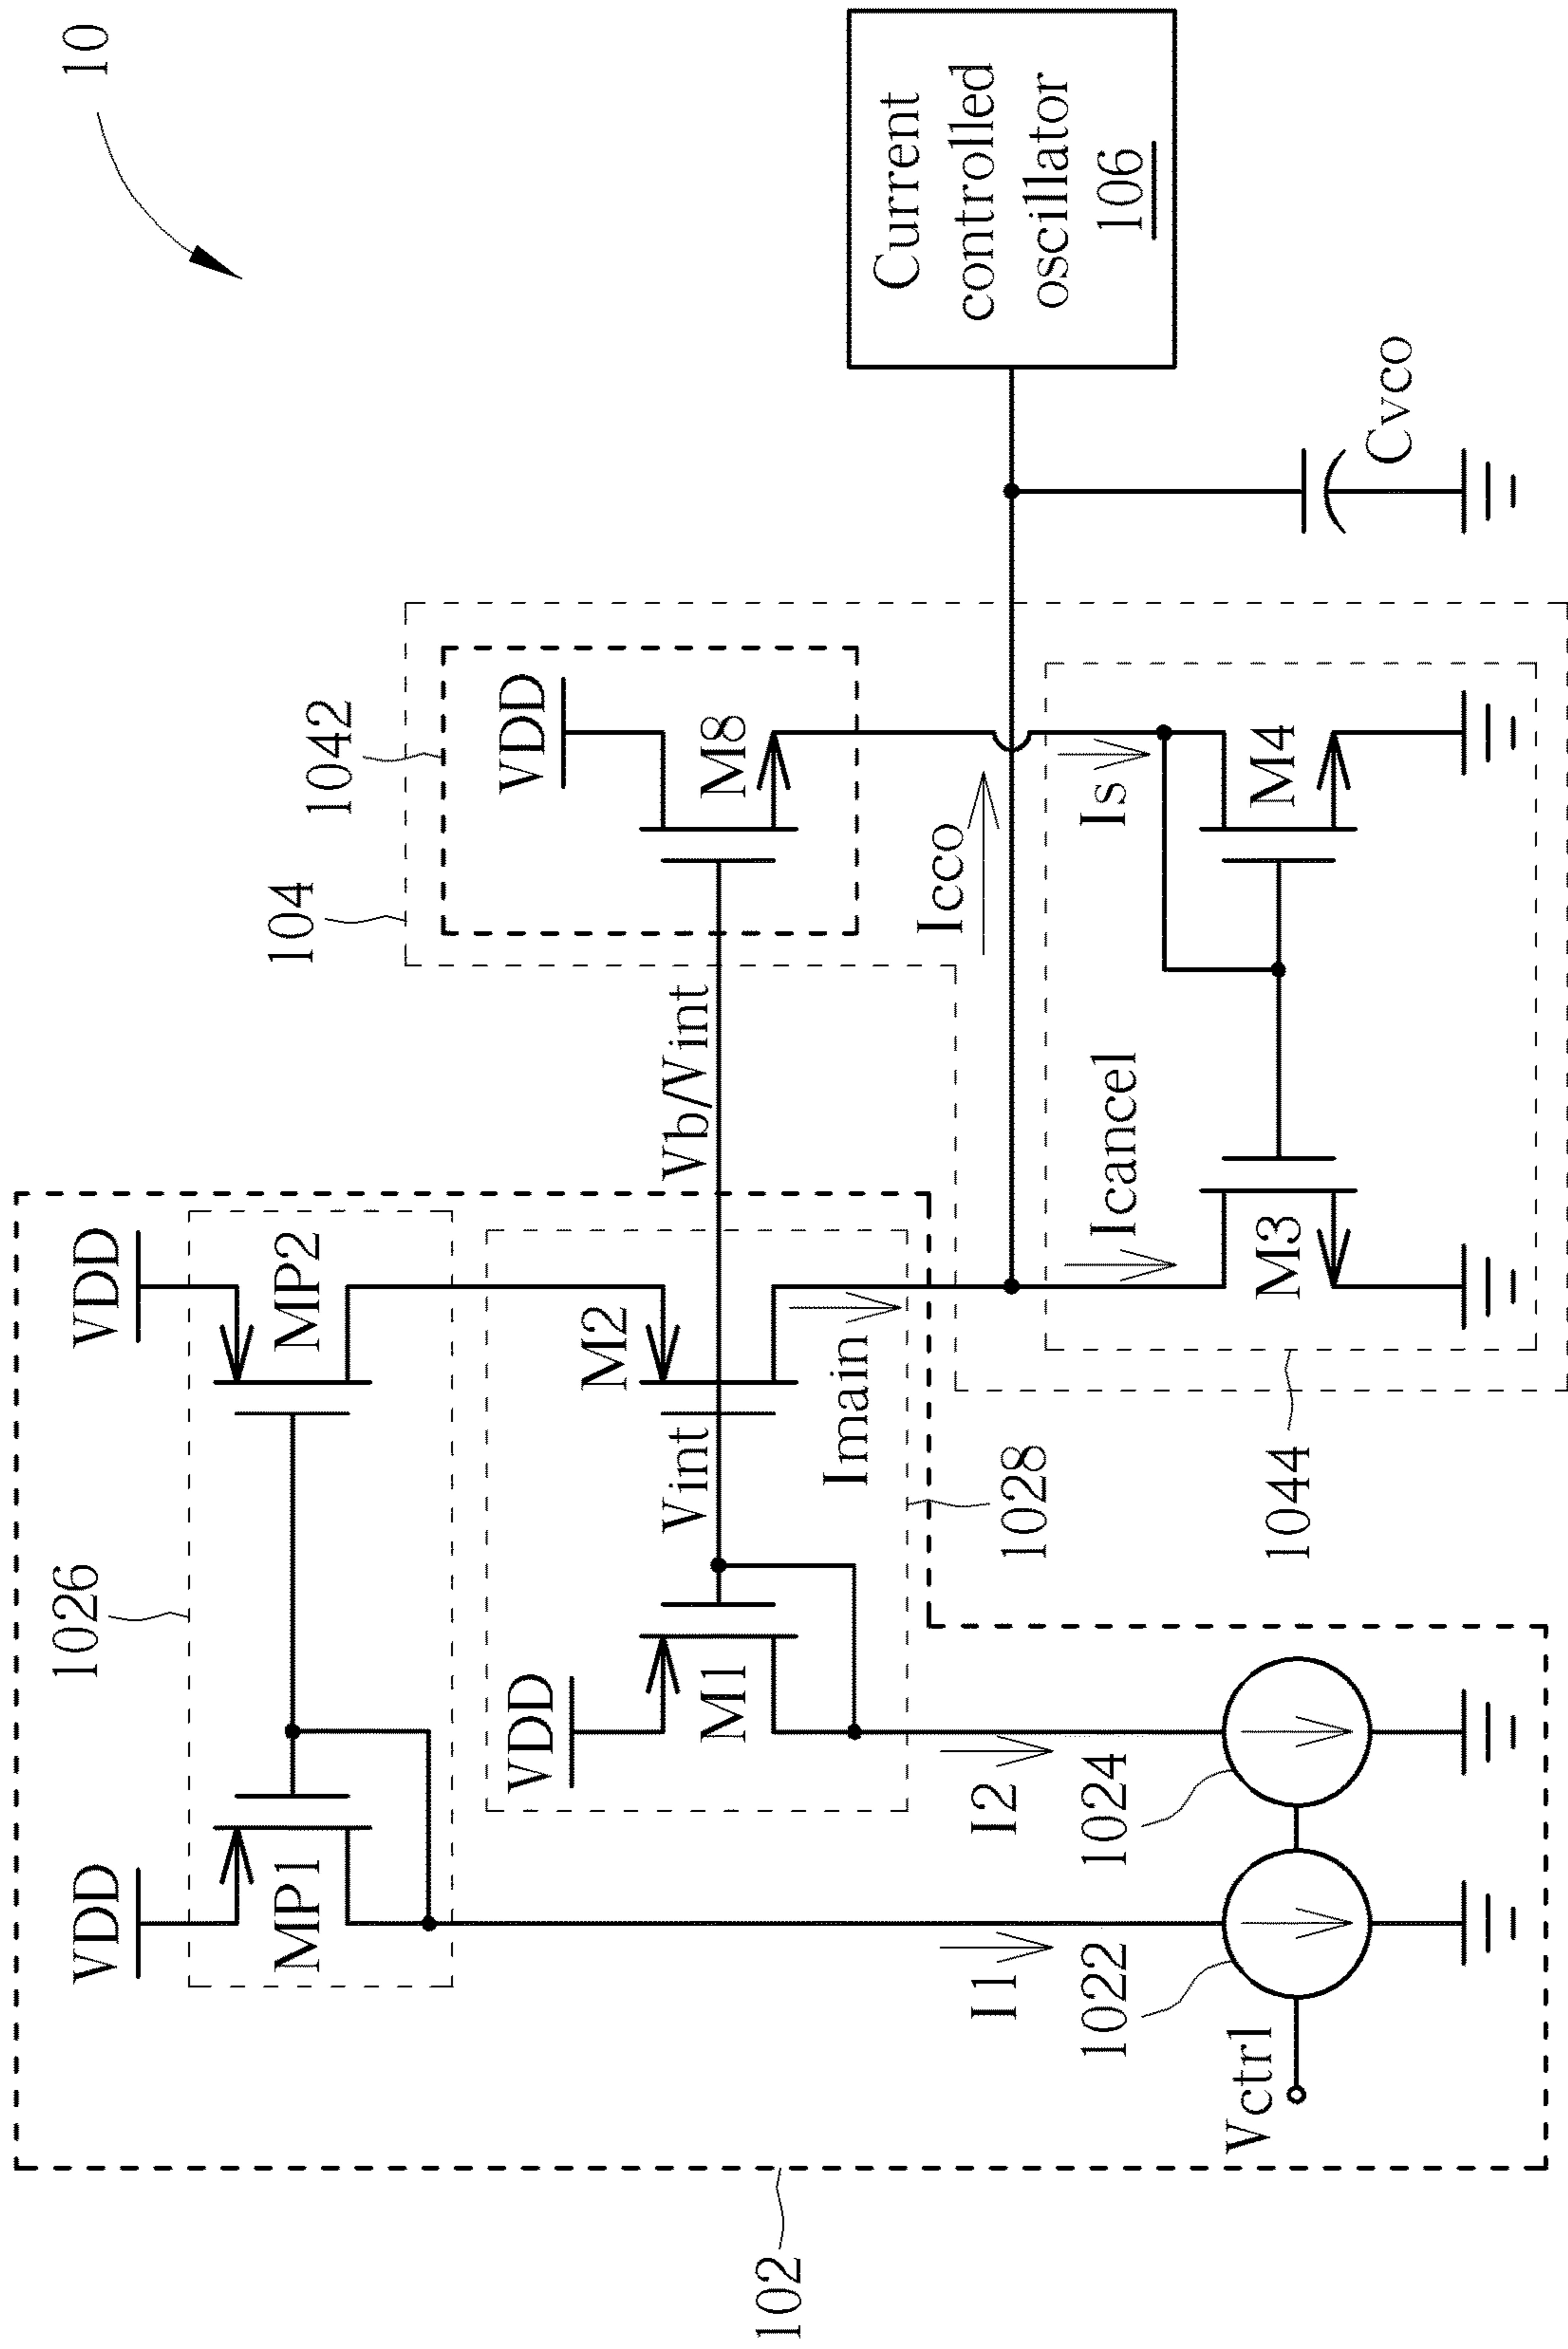 10
102
1026
VDD
VDD
MP1
MP2
1042
104
VDD
M8
VDD
M1
M2
Vint
Vb/Vint
Imain
1028
Icco
Current
controlled
oscillator
106
I1
I2
1022
1024
Vctrl
Icancel
Is
M3
M4
1044
Cvco